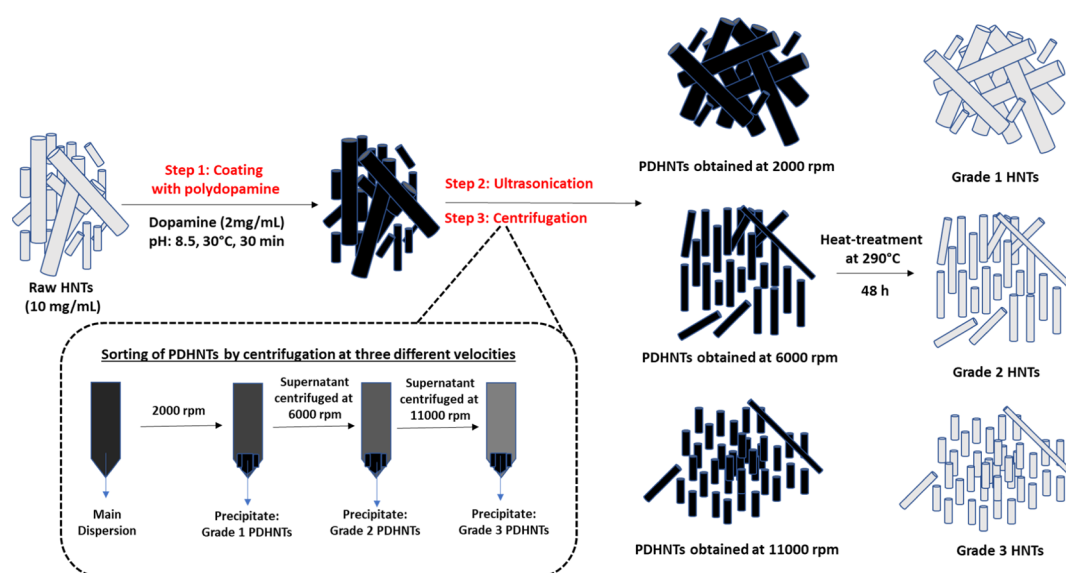 Raw HNTs
(10 mg/mL)
Step 1: Coating
with polydopamine
Dopamine (2mg/mL)
pH: 8.5, 30°C, 30 min
Step 2: Ultrasonication
Step 3: Centrifugation
PDHNTs obtained at 2000 rpm
PDHNTs obtained at 6000 rpm
PDHNTs obtained at 11000 rpm
Heat-treatment
at 290°C
48 h
Grade 1 HNTs
Grade 2 HNTs
Grade 3 HNTs
Sorting of PDHNTs by centrifugation at three different velocities
2000 rpm
Supernatant
centrifuged at
6000 rpm
Supernatant
centrifuged at
11000 rpm
Main
Dispersion
Precipitate:
Grade 1 PDHNTs
Precipitate:
Grade 2 PDHNTs
Precipitate:
Grade 3 PDHNTs